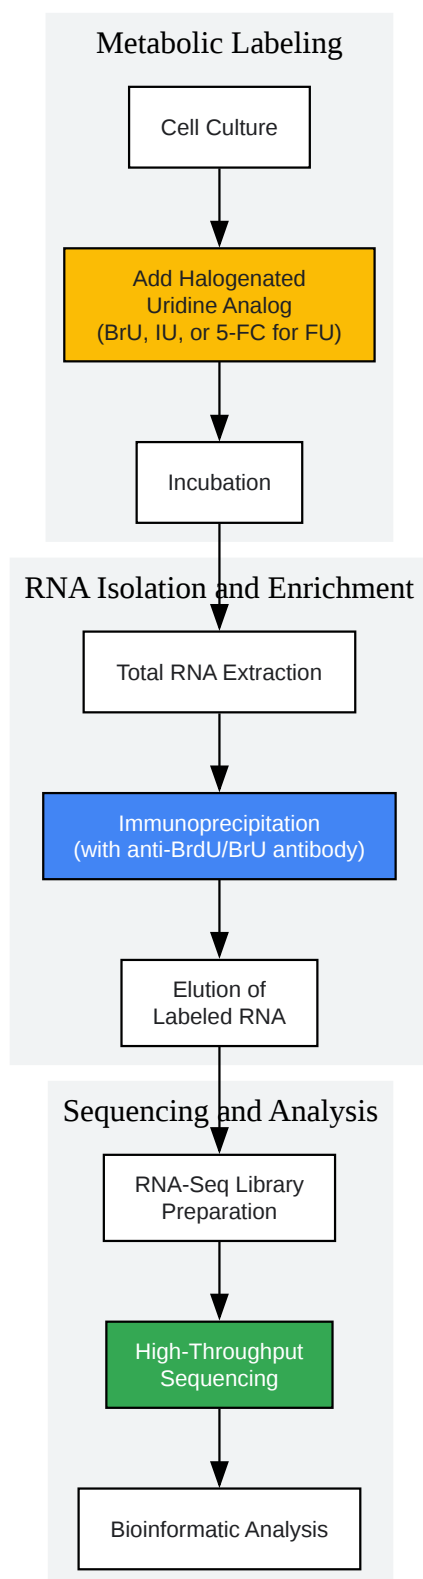 Metabolic Labeling
Cell Culture
Add Halogenated
Uridine Analog
(BrU, IU, or 5-FC for FU)
Incubation
RNA Isolation and Enrichment
Total RNA Extraction
Immunoprecipitation
(with anti-BrdU/BrU antibody)
Elution of
Labeled RNA
Sequencing and Analysis
RNA-Seq Library
Preparation
High-Throughput
Sequencing
Bioinformatic Analysis